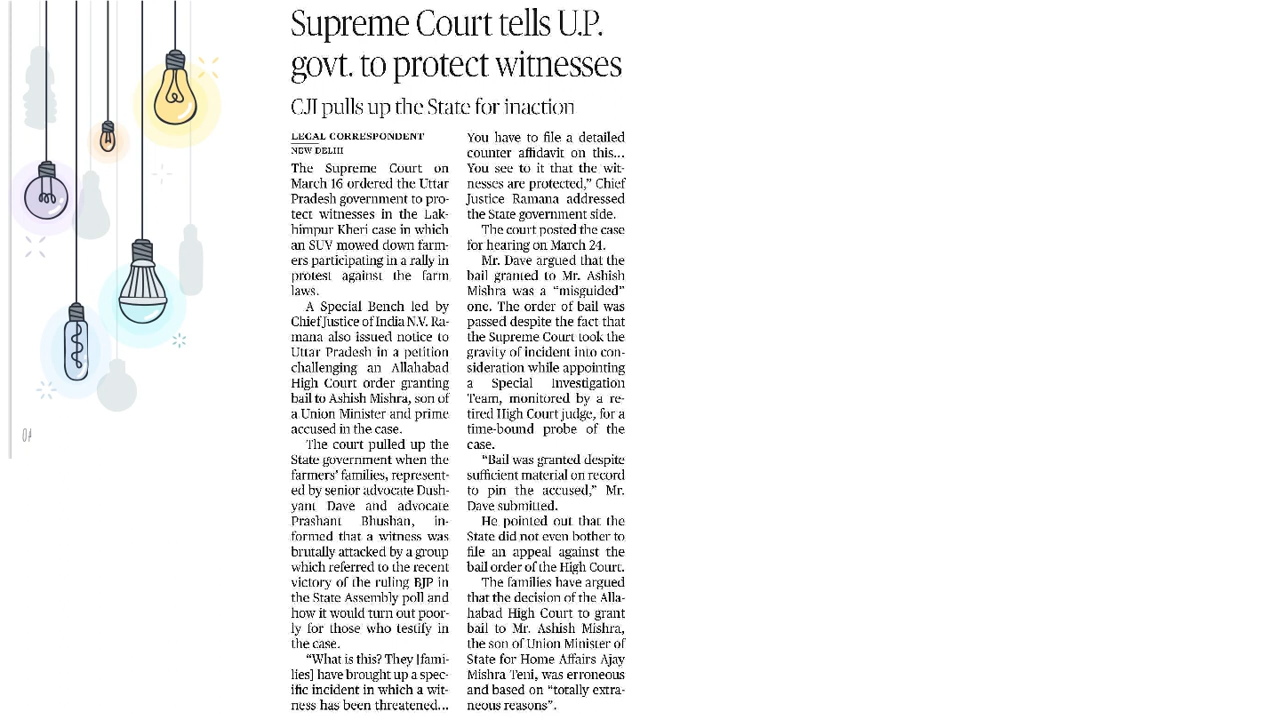 Supreme Court tells U.P.
govt. to protect witnesses
CJI pulls up the State for inaction
LEGAL CORRESPONDENT
NEW DELHI
The Supreme Court on
March 16 ordered the Uttar
Pradesh government to pro-
tect witnesses in the Lak-
himpur Kheri case in which
an SUV mowed down farm-
ers participating in a rally in
protest against the farm
laws.
A Special Bench led by
Chief Justice of India N.V. Ra-
mana also issued notice to
Uttar Pradesh in a petition
challenging an Allahabad
High Court order granting
bail to Ashish Mishra, son of
a Union Minister and prime
accused in the case.
The court pulled up the
State government when the
farmers' families, represent-
ed by senior advocate Dush-
yant Dave and advocate
Prashant Bhushan, in-
formed that a witness was
brutally attacked by a group
which referred to the recent
victory of the ruling BJP in
the State Assembly poll and
how it would turn out poor-
ly for those who testify in
the case.
“What is this? They [fami-
lies] have brought up a spec-
ific incident in which a wit-
ness has been threatened...
You have to file a detailed
counter affidavit on this...
You see to it that the wit-
nesses are protected,” Chief
Justice Ramana addressed
the State government side.
The court posted the case
for hearing on March 24.
Mr. Dave argued that the
bail granted to Mr. Ashish
Mishra was a “misguided”
one. The order of bail was
passed despite the fact that
the Supreme Court took the
gravity of incident into con-
sideration while appointing
a Special Investigation
Team, monitored by a re-
tired High Court judge, for a
time-bound probe of the
case.
“Bail was granted despite
sufficient material on record
to pin the accused,” Mr.
Dave submitted.
He pointed out that the
State did not even bother to
file an appeal against the
bail order of the High Court.
The families have argued
that the decision of the Alla-
habad High Court to grant
bail to Mr. Ashish Mishra,
the son of Union Minister of
State for Home Affairs Ajay
Mishra Teni, was erroneous
and based on “totally extra-
neous reasons”.